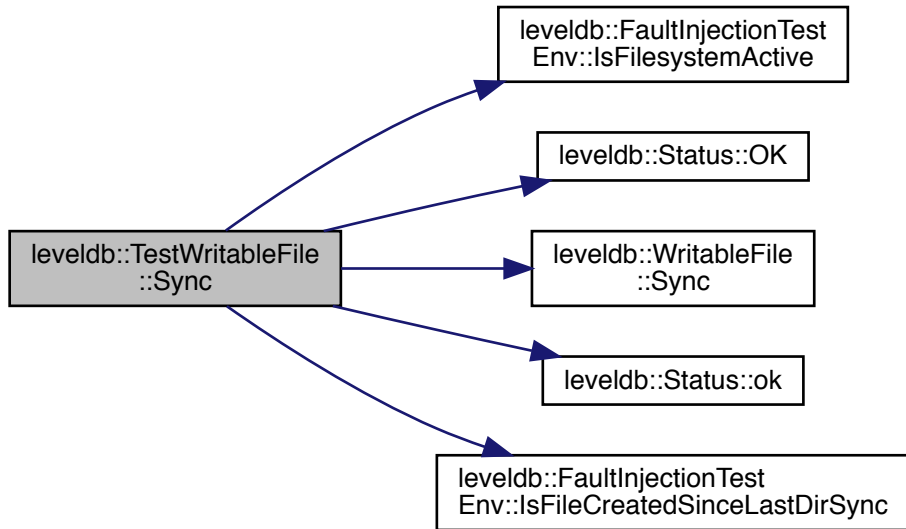 leveldb::FaultInjectionTest
Env::IsFilesystemActive
leveldb::Status::OK
leveldb::TestWritableFile
::Sync
leveldb::WritableFile
::Sync
leveldb::Status::ok
leveldb::FaultInjectionTest
Env::IsFileCreatedSinceLastDirSync